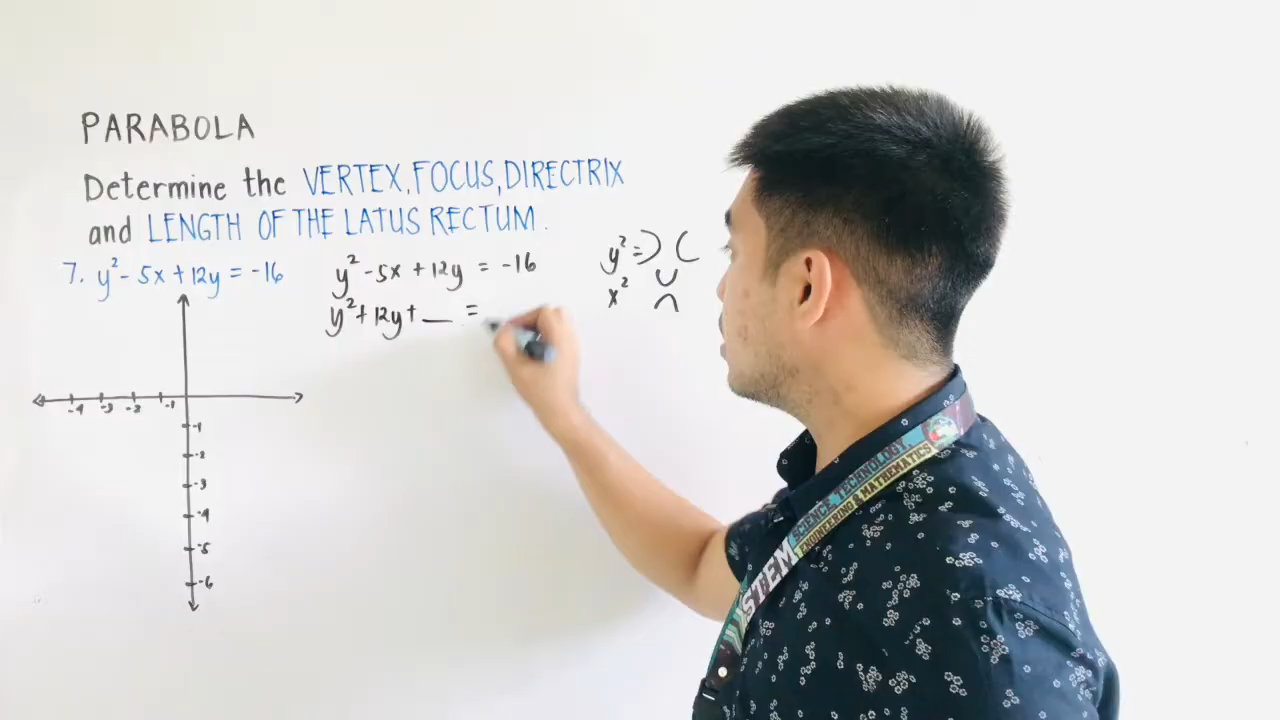 PARABOLA
Determine the VERTEX, FOCUS, DIRECTRIX
and LENGTH OF THE LATUS RECTUM.
7. y² - 5x + 12y = -16
y² - 5x + 12y = -16
y² + 12y + __ =
y² =
x²
-4 -3 -2 -1
-1
-2
-3
-4
-5
-6
STEM
SCIENCE, TECHNOLOGY,
ENGINEERING & MATHEMATICS